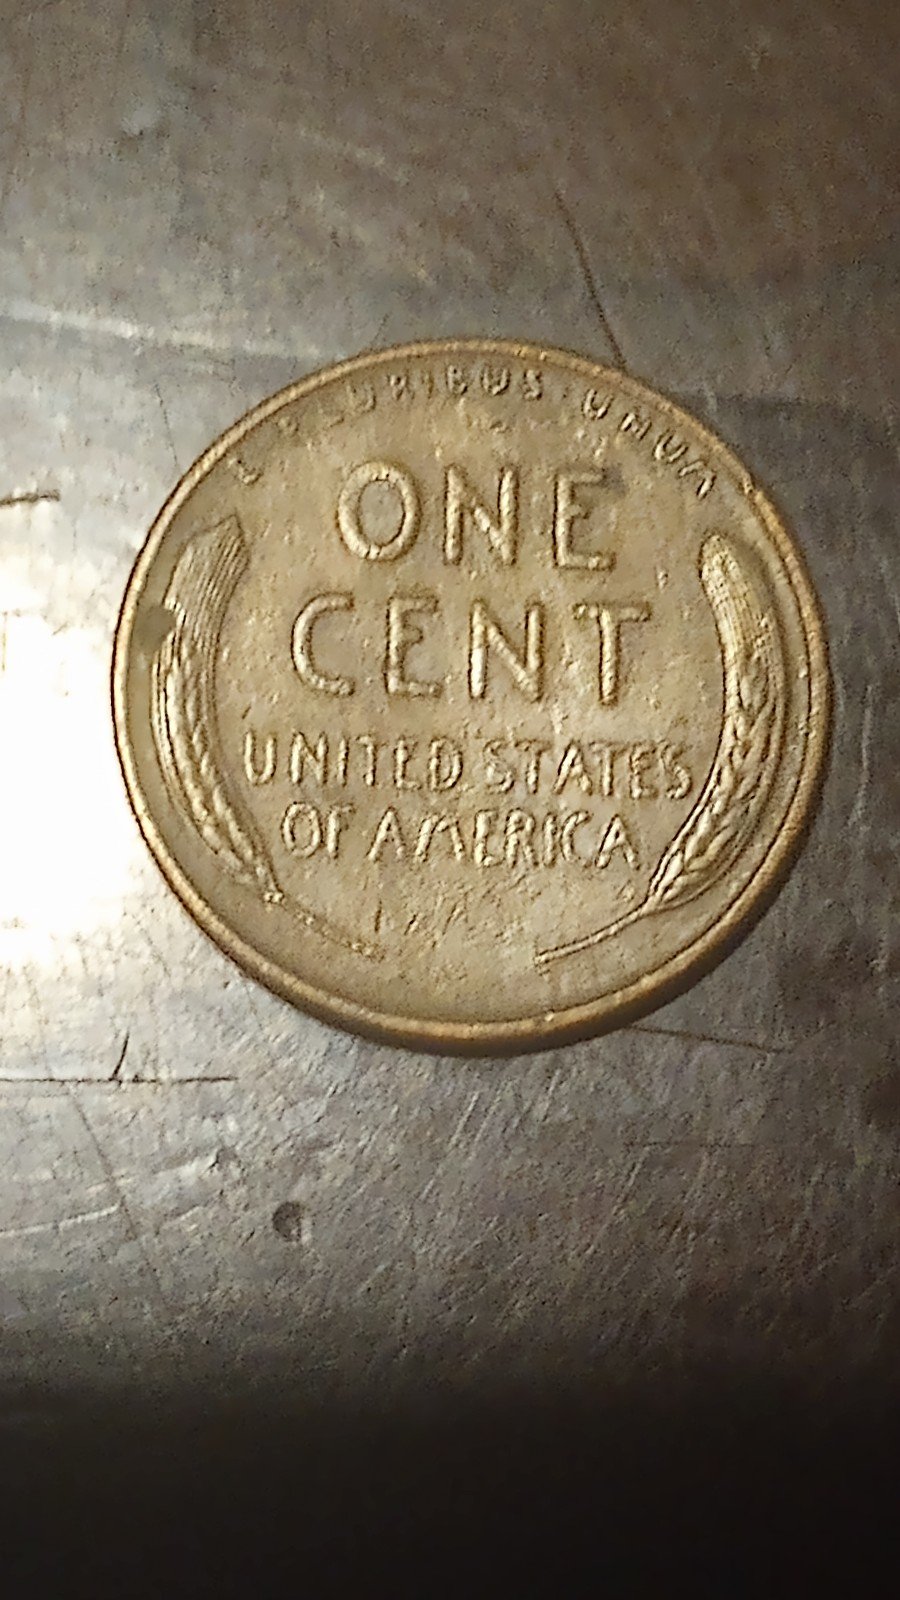 E PLURIBUS UNUM
ONE
CENT
UNITED STATES
OF AMERICA